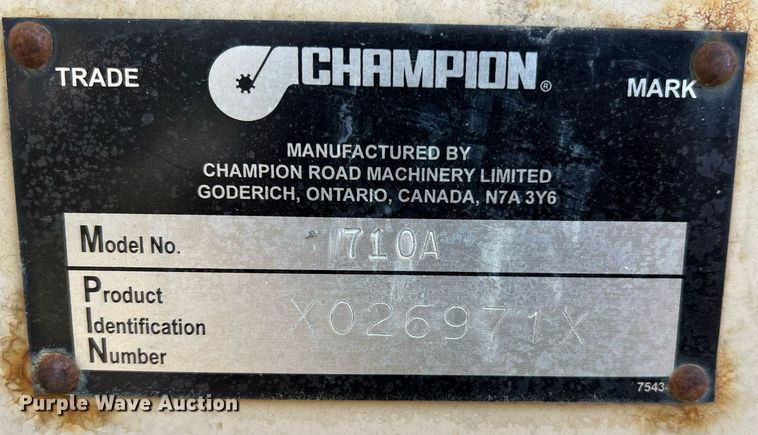 TRADE CHAMPION® MARK
MANUFACTURED BY
CHAMPION ROAD MACHINERY LIMITED
GODERICH, ONTARIO, CANADA, N7A 3Y6
Model No. 710A
Product
Identification X026971X
Number
7543
Purple Wave Auction